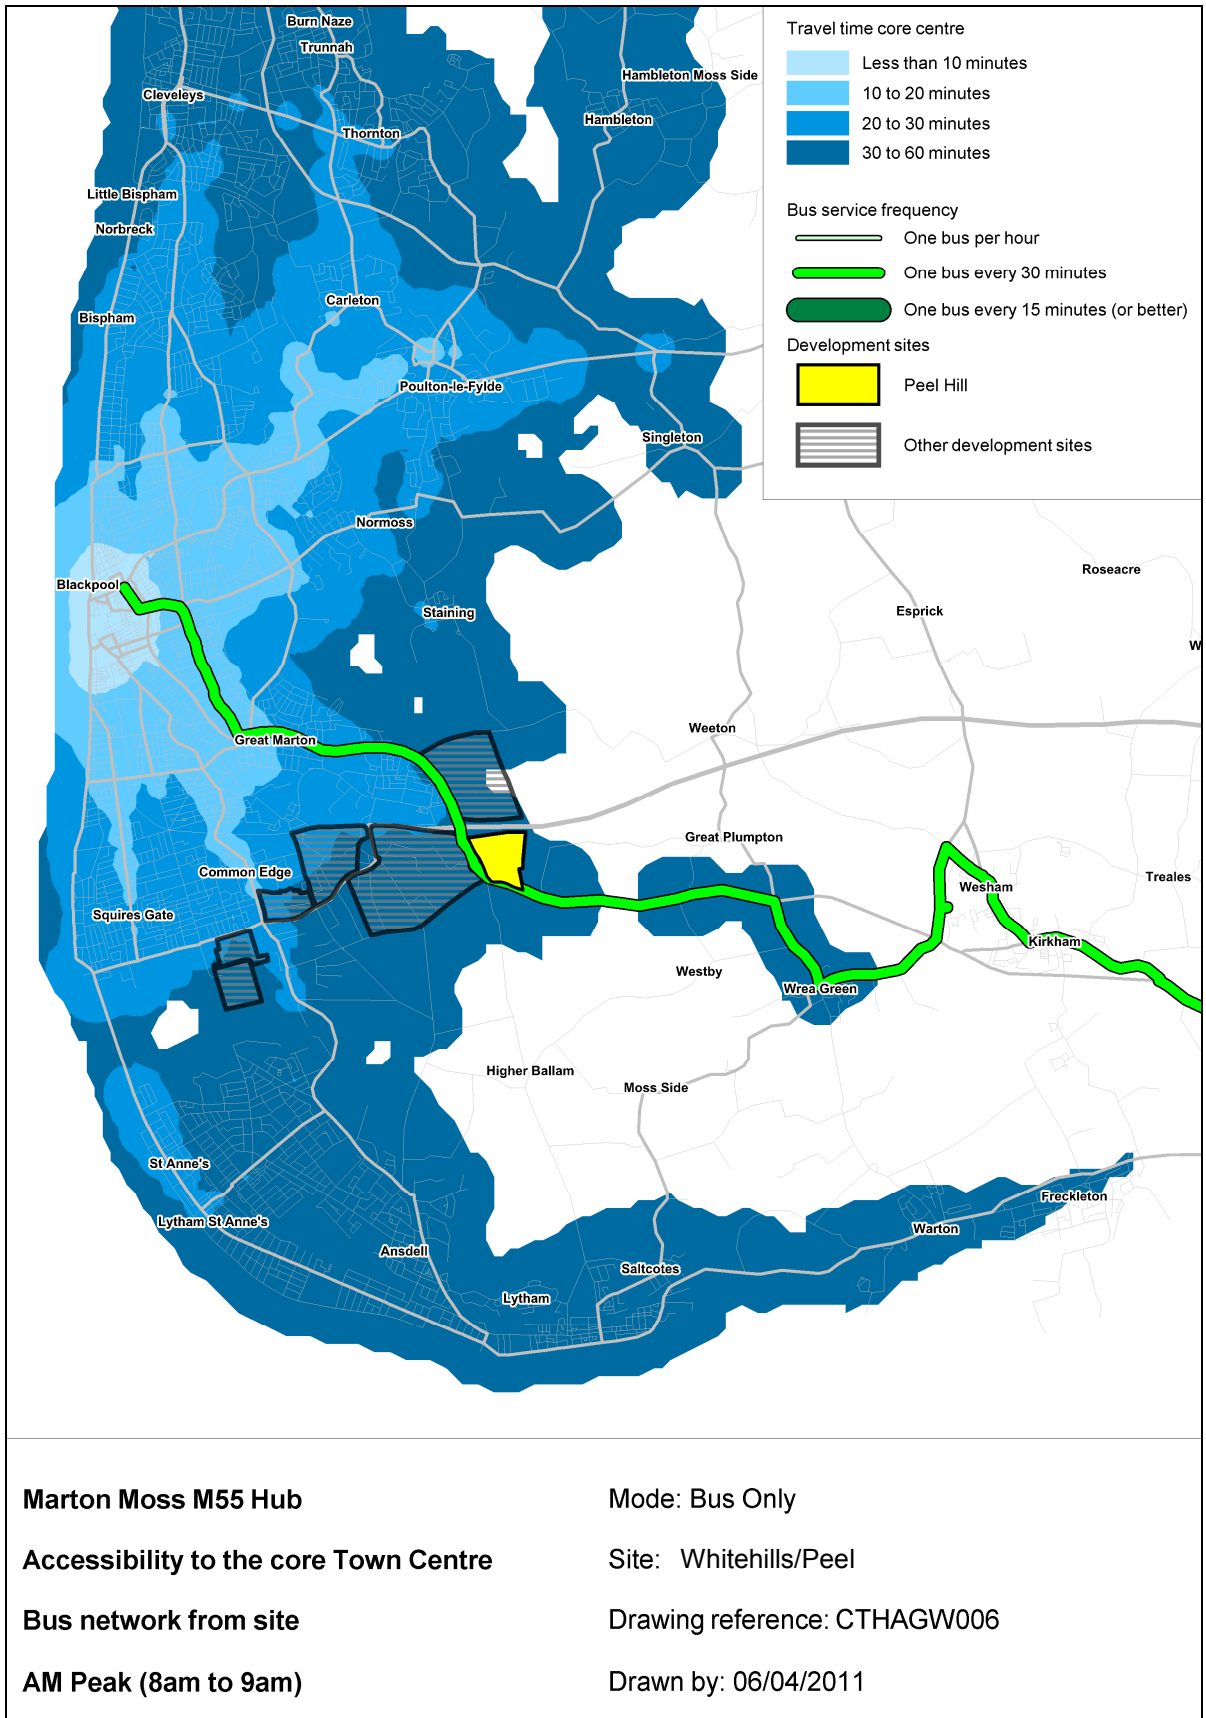 Burn Naze
Trunnah
Hambleton Moss Side
Cleveleys
Hambleton
Thornton
Little Bispham
Norbreck
Carleton
Bispham
Poulton-le-Fylde
Singleton
Normoss
Blackpool
Staining
Roseacre
Esprick
W
Weeton
Great Marton
Great Plumpton
Common Edge
Treales
Wesham
Squires Gate
Kirkham
Westby
Wrea Green
Higher Ballam
Moss Side
St Anne's
Freckleton
Lytham St Anne's
Warton
Ansdell
Saltcotes
Lytham
Travel time core centre
Less than 10 minutes
10 to 20 minutes
20 to 30 minutes
30 to 60 minutes
Bus service frequency
One bus per hour
One bus every 30 minutes
One bus every 15 minutes (or better)
Development sites
Peel Hill
Other development sites
Marton Moss M55 Hub
Accessibility to the core Town Centre
Bus network from site
AM Peak (8am to 9am)
Mode: Bus Only
Site: Whitehills/Peel
Drawing reference: CTHAGW006
Drawn by: 06/04/2011